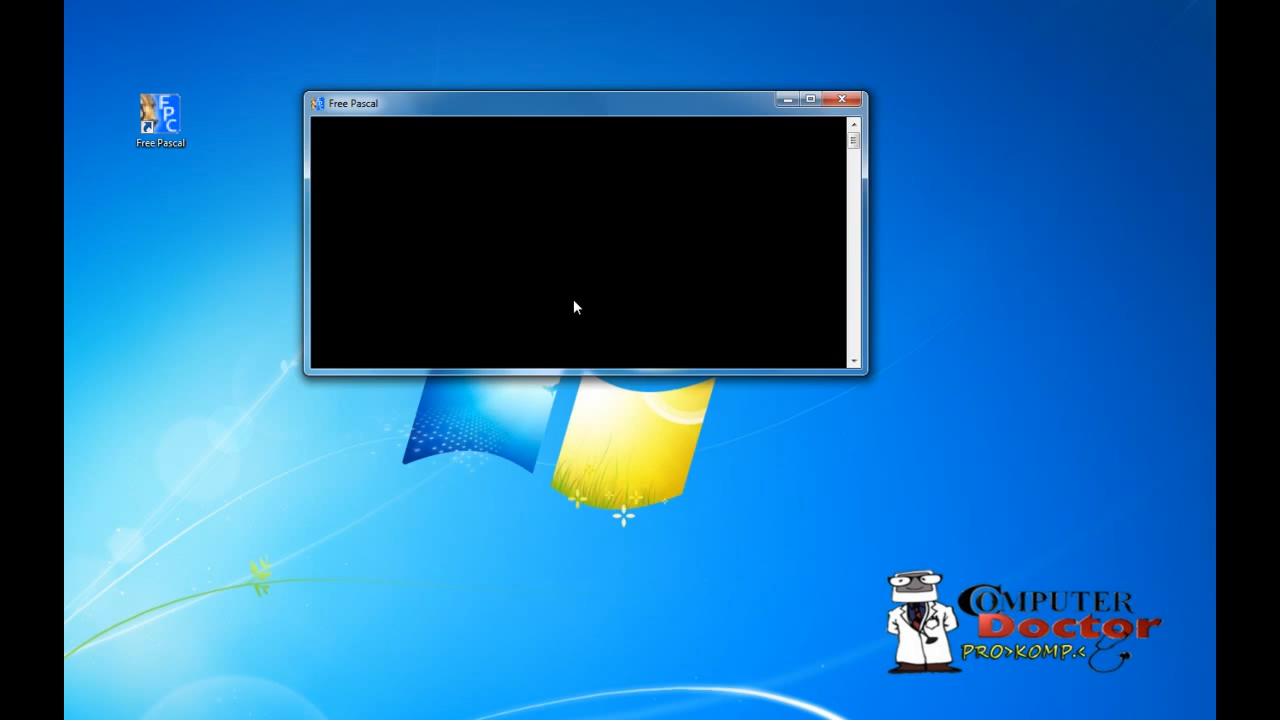 Free Pascal
FPC
Free Pascal
COMPUTER
Doctor
PRO>KOMP.<